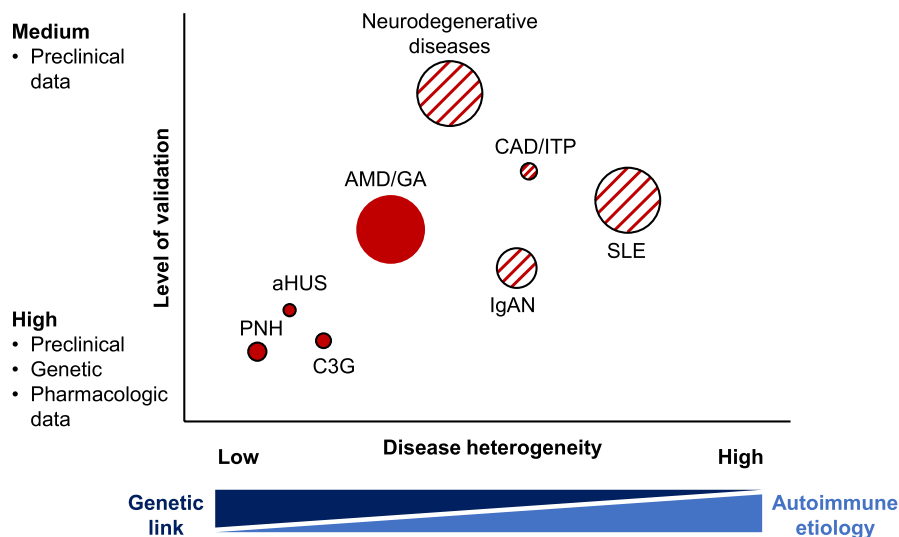 Medium
• Preclinical
data
Level of validation
High
• Preclinical
• Genetic
• Pharmacologic
data
Neurodegenerative
diseases
CAD/ITP
AMD/GA
SLE
IgAN
aHUS
PNH
C3G
Disease heterogeneity
Low
High
Genetic
link
Autoimmune
etiology